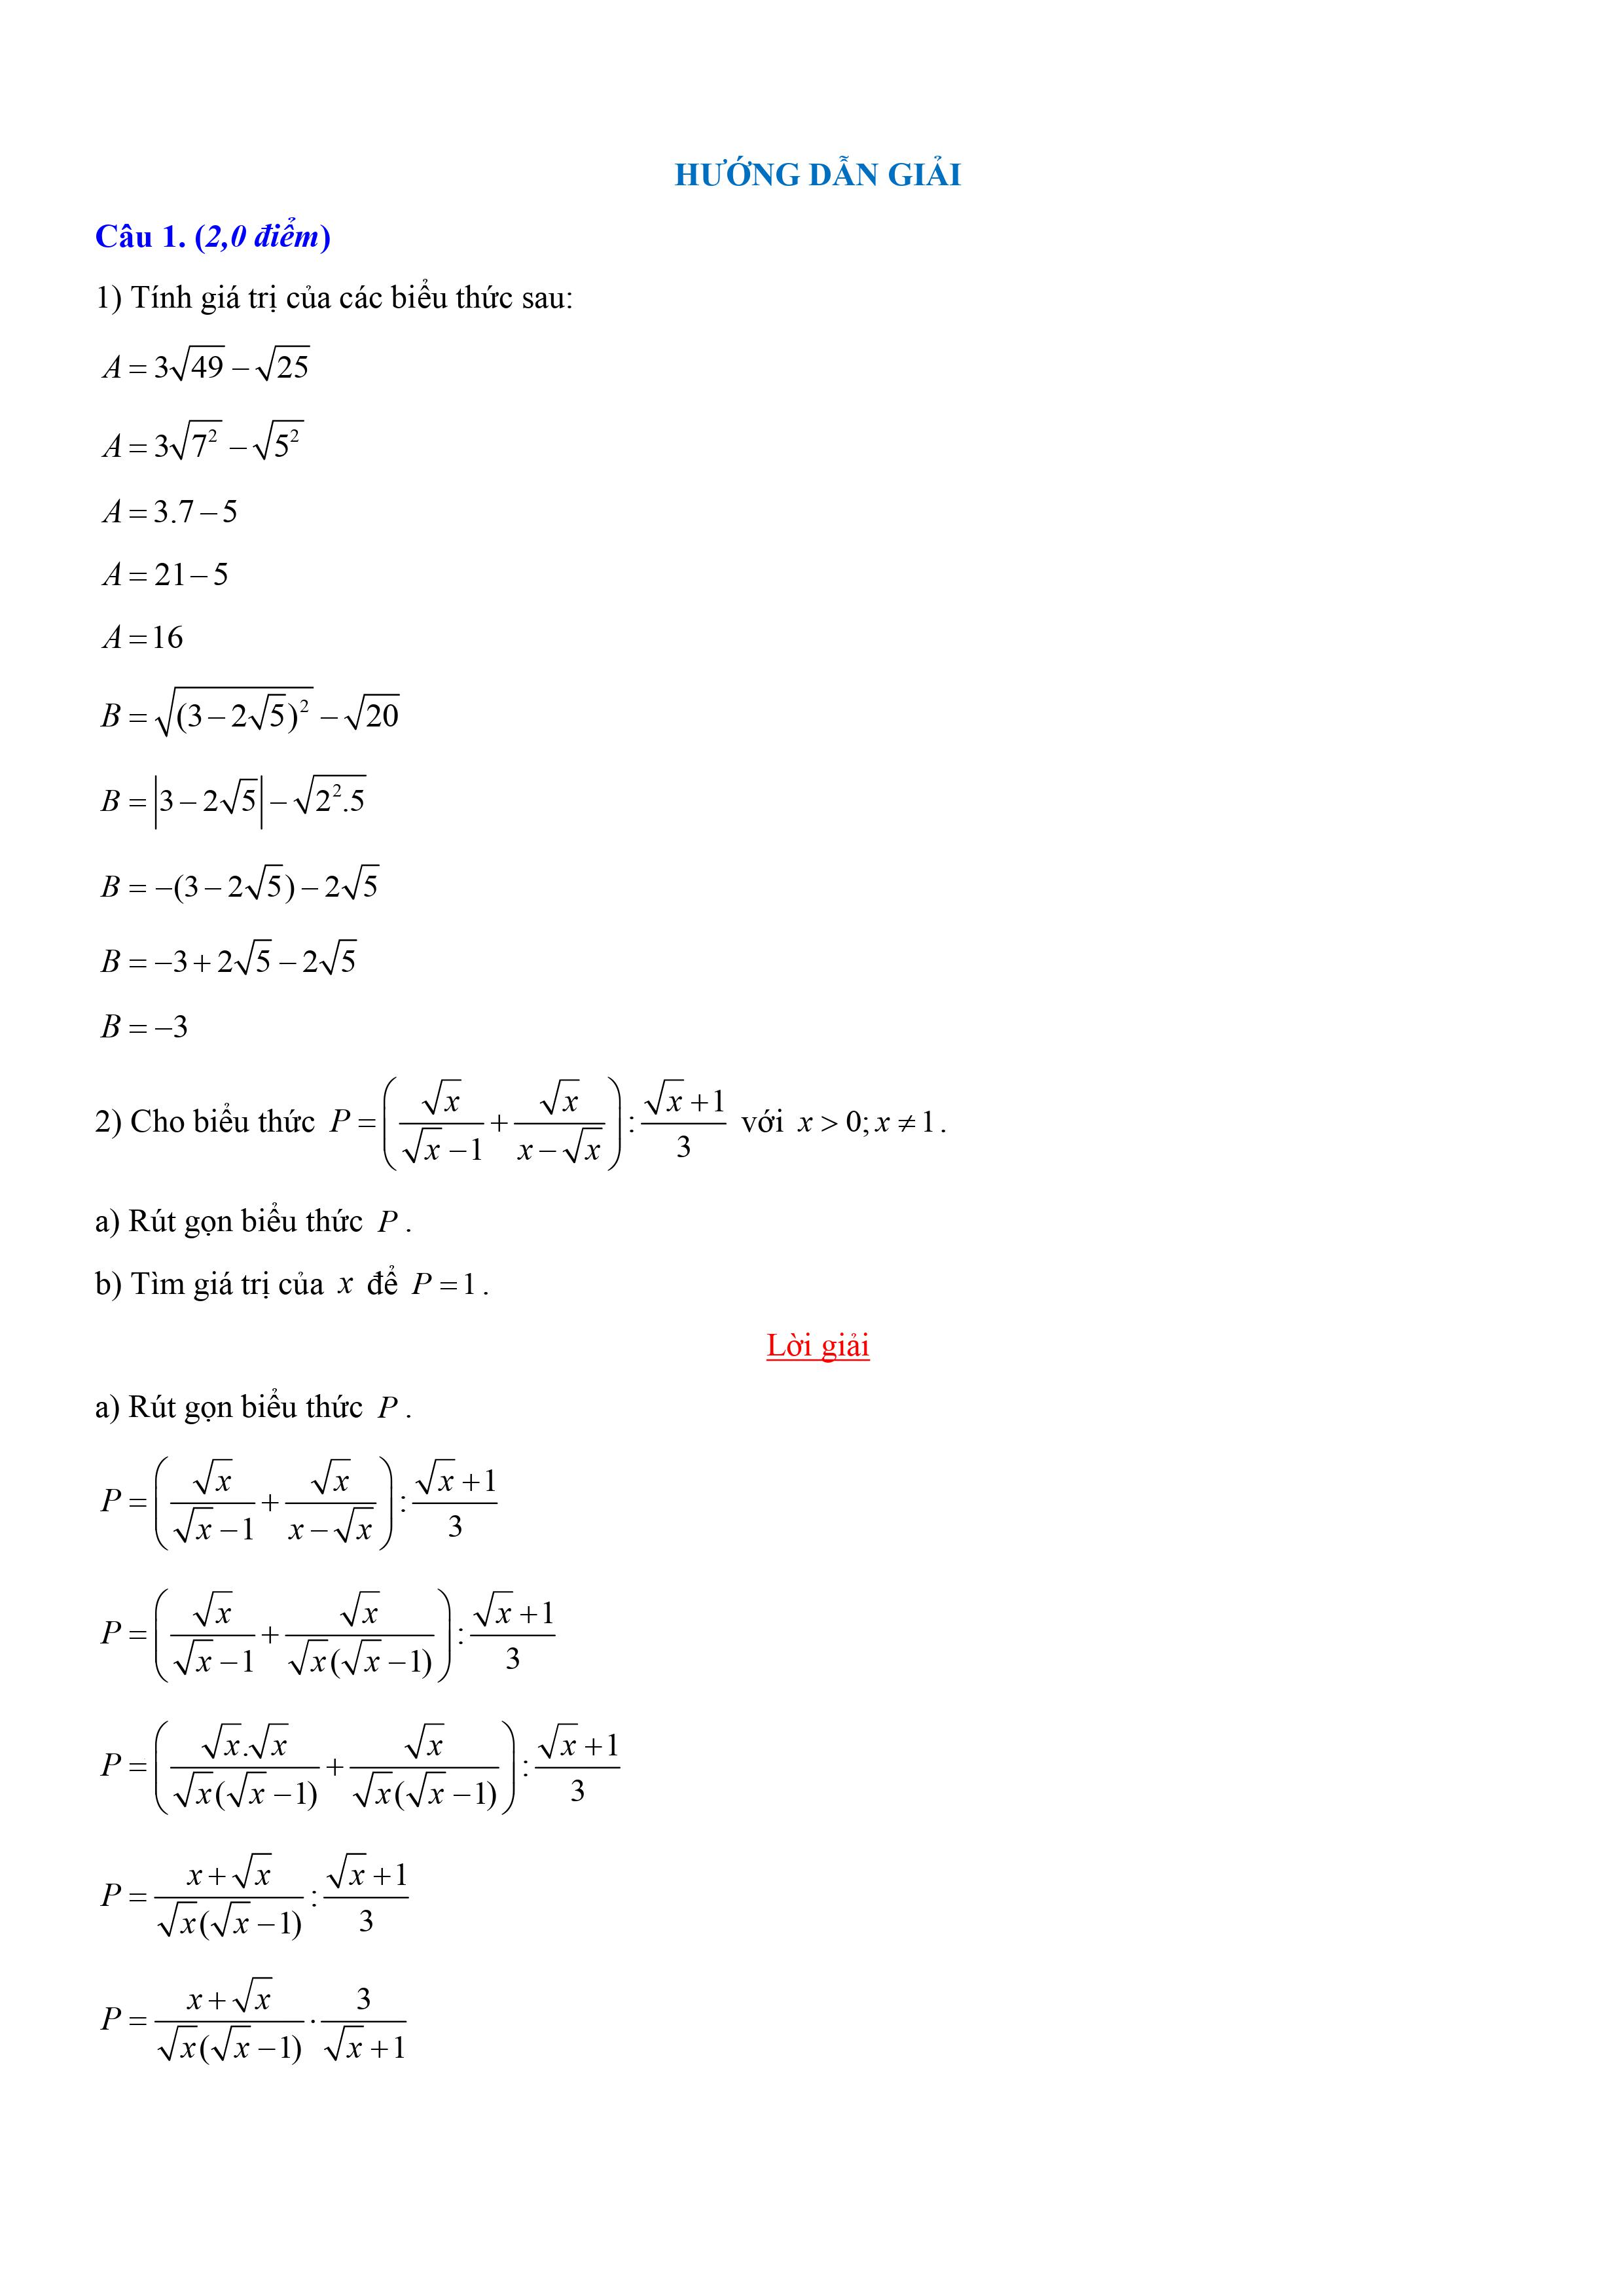 HƯỚNG DẪN GIẢI
Câu 1. (2,0 điểm)
1) Tính giá trị của các biểu thức sau:
$A = 3\sqrt{49} - \sqrt{25}$
$A = 3\sqrt{7^2} - \sqrt{5^2}$
$A = 3.7 - 5$
$A = 21 - 5$
$A = 16$
$B = \sqrt{(3 - 2\sqrt{5})^2} - \sqrt{20}$
$B = \left|3 - 2\sqrt{5}\right| - \sqrt{2^2.5}$
$B = -(3 - 2\sqrt{5}) - 2\sqrt{5}$
$B = -3 + 2\sqrt{5} - 2\sqrt{5}$
$B = -3$
2) Cho biểu thức $P = \left(\frac{\sqrt{x}}{\sqrt{x} - 1} + \frac{\sqrt{x}}{x - \sqrt{x}}\right) : \frac{\sqrt{x} + 1}{3}$ với $x > 0; x \neq 1$.
a) Rút gọn biểu thức $P$.
b) Tìm giá trị của $x$ để $P = 1$.
Lời giải
a) Rút gọn biểu thức $P$.
$P = \left(\frac{\sqrt{x}}{\sqrt{x} - 1} + \frac{\sqrt{x}}{x - \sqrt{x}}\right) : \frac{\sqrt{x} + 1}{3}$
$P = \left(\frac{\sqrt{x}}{\sqrt{x} - 1} + \frac{\sqrt{x}}{\sqrt{x}(\sqrt{x} - 1)}\right) : \frac{\sqrt{x} + 1}{3}$
$P = \left(\frac{\sqrt{x}.\sqrt{x}}{\sqrt{x}(\sqrt{x} - 1)} + \frac{\sqrt{x}}{\sqrt{x}(\sqrt{x} - 1)}\right) : \frac{\sqrt{x} + 1}{3}$
$P = \frac{x + \sqrt{x}}{\sqrt{x}(\sqrt{x} - 1)} : \frac{\sqrt{x} + 1}{3}$
$P = \frac{x + \sqrt{x}}{\sqrt{x}(\sqrt{x} - 1)} \cdot \frac{3}{\sqrt{x} + 1}$